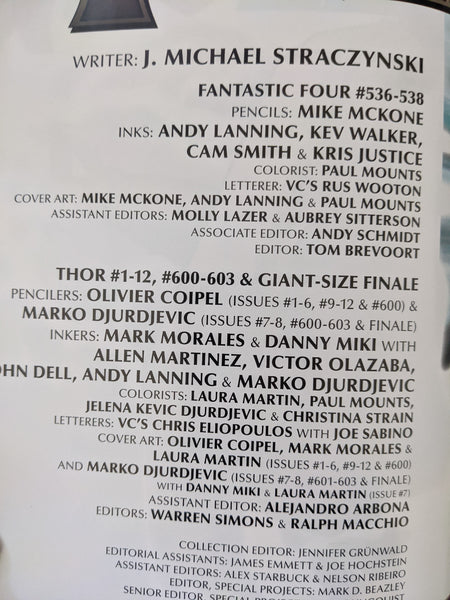 WRITER: J. MICHAEL STRACZYNSKI
FANTASTIC FOUR #536-538
PENCILS: MIKE MCKONE
INKS: ANDY LANNING, KEV WALKER,
CAM SMITH & KRIS JUSTICE
COLORIST: PAUL MOUNTS
LETTERER: VC'S RUS WOOTON
COVER ART: MIKE MCKONE, ANDY LANNING & PAUL MOUNTS
ASSISTANT EDITORS: MOLLY LAZER & AUBREY SITTERSON
ASSOCIATE EDITOR: ANDY SCHMIDT
EDITOR: TOM BREVOORT
THOR #1-12, #600-603 & GIANT-SIZE FINALE
PENCILERS: OLIVIER COIPEL (ISSUES #1-6, #9-12 & #600) &
MARKO DJURDJEVIC (ISSUES #7-8, #600-603 & FINALE)
INKERS: MARK MORALES & DANNY MIKI WITH
ALLEN MARTINEZ, VICTOR OLAZABA,
HN DELL, ANDY LANNING & MARKO DJURDJEVIC
COLORISTS: LAURA MARTIN, PAUL MOUNTS,
JELENA KEVIC DJURDJEVIC & CHRISTINA STRAIN
LETTERERS: VC'S CHRIS ELIOPOULOS WITH JOE SABINO
COVER ART: OLIVIER COIPEL, MARK MORALES &
LAURA MARTIN (ISSUES #1-6, #9-12 & #600)
AND MARKO DJURDJEVIC (ISSUES #7-8, #601-603 & FINALE)
WITH DANNY MIKI & LAURA MARTIN (ISSUE #7)
ASSISTANT EDITOR: ALEJANDRO ARBONA
EDITORS: WARREN SIMONS & RALPH MACCHIO
COLLECTION EDITOR: JENNIFER GRÜNWALD
EDITORIAL ASSISTANTS: JAMES EMMETT & JOE HOCHSTEIN
ASSISTANT EDITORS: ALEX STARBUCK & NELSON RIBEIRO
EDITOR, SPECIAL PROJECTS: MARK D. BEAZLEY
SENIOR EDITOR, SPECIAL